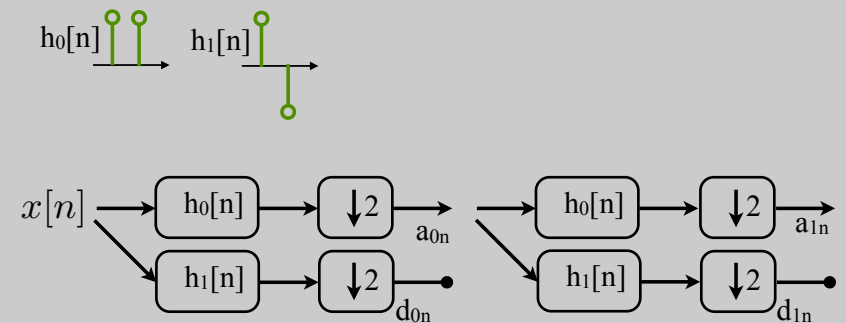 h₀[n] h₁[n]
x[n] h₀[n] ↓2 a₀ₙ h₀[n] ↓2 a₁ₙ
h₁[n] ↓2 d₀ₙ h₁[n] ↓2 d₁ₙ